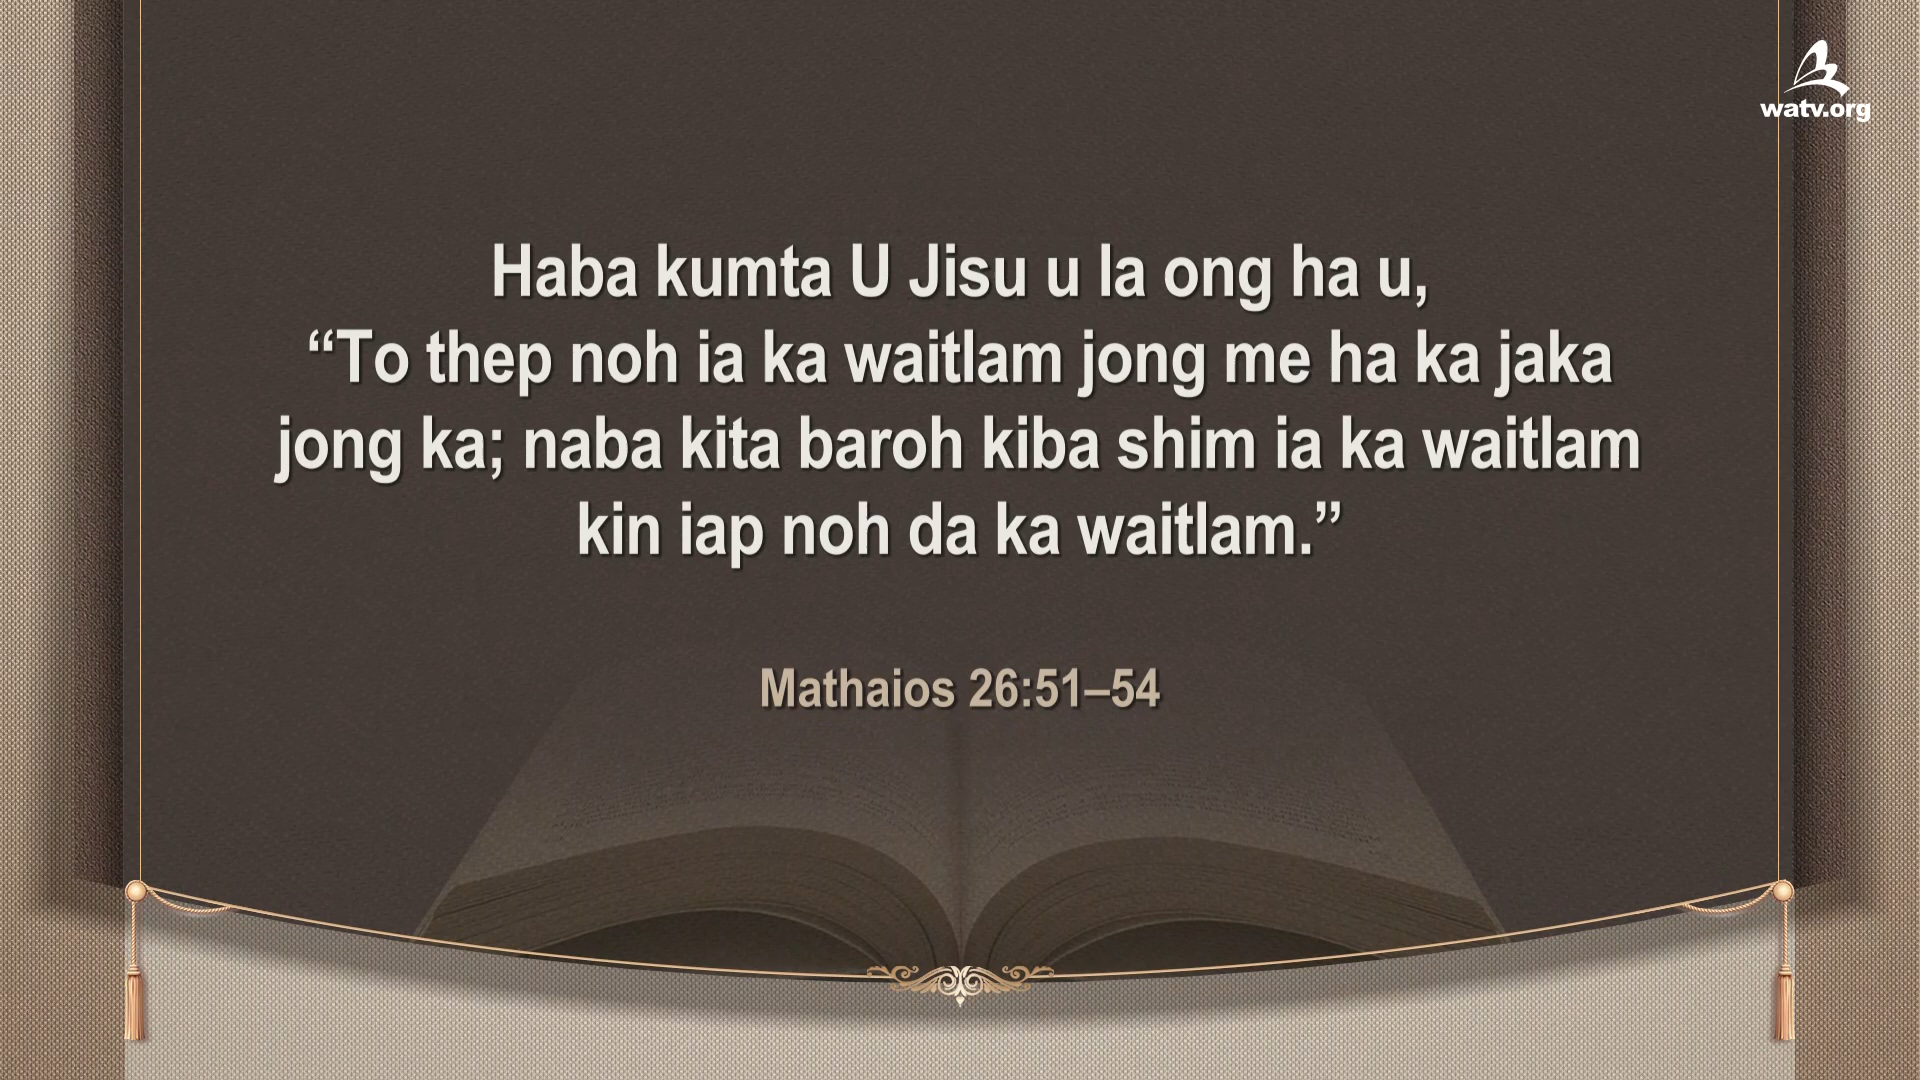 watv.org
Haba kumta U Jisu u la ong ha u,
“To thep noh ia ka waitlam jong me ha ka jaka
jong ka; naba kita baroh kiba shim ia ka waitlam
kin iap noh da ka waitlam.”
Mathaios 26:51–54